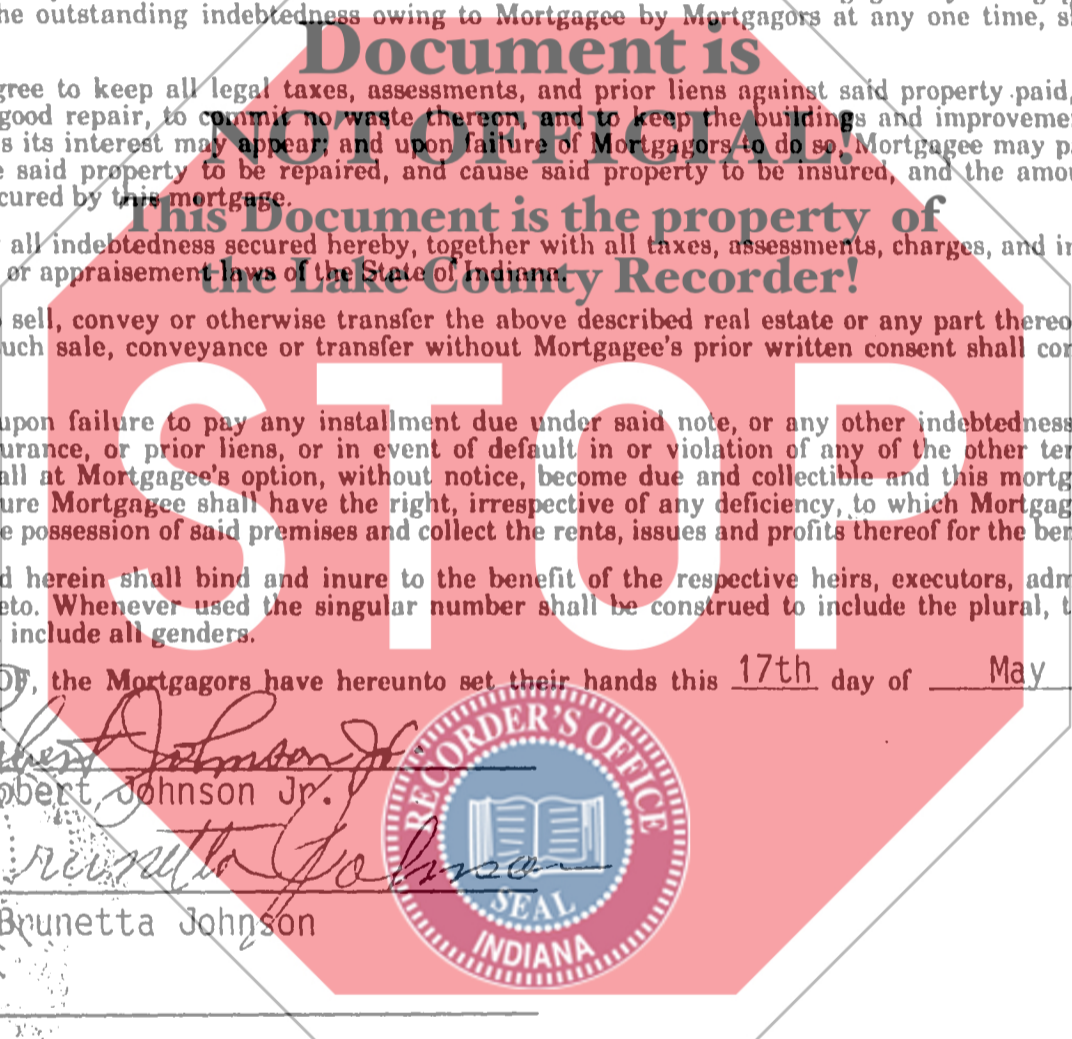 he outstanding indebtedness owing to Mortgagee by Mortgagors at any one time, s
Document is
gree to keep all legal taxes, assessments, and prior liens against said property paid,
good repair, to commit no waste thereon, and to keep the buildings and improveme
NOT OFFICIAL!
s its interest may appear; and upon failure of Mortgagors to do so, Mortgagee may p
e said property to be repaired, and cause said property to be insured, and the amou
cured by this mortgage.
This Document is the property of
all indebtedness secured hereby, together with all taxes, assessments, charges, and in
or appraisement laws of the State of Indiana.
the Lake County Recorder!
sell, convey or otherwise transfer the above described real estate or any part thereo
uch sale, conveyance or transfer without Mortgagee's prior written consent shall con
STOP
upon failure to pay any installment due under said note, or any other indebtedness
urance, or prior liens, or in event of default in or violation of any of the other ter
all at Mortgagee's option, without notice, become due and collectible and this mortg
ure Mortgagee shall have the right, irrespective of any deficiency, to which Mortgag
e possession of said premises and collect the rents, issues and profits thereof for the ben
d herein shall bind and inure to the benefit of the respective heirs, executors, adm
eto. Whenever used the singular number shall be construed to include the plural, t
include all genders.
OF, the Mortgagors have hereunto set their hands this 17th day of May
RECORDER'S OFFICE
bert Johnson Jr
obert Johnson Jr.
runetta Johnson
SEAL
Brunetta Johnson
INDIANA